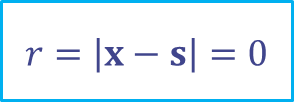 r = |x − s| = 0